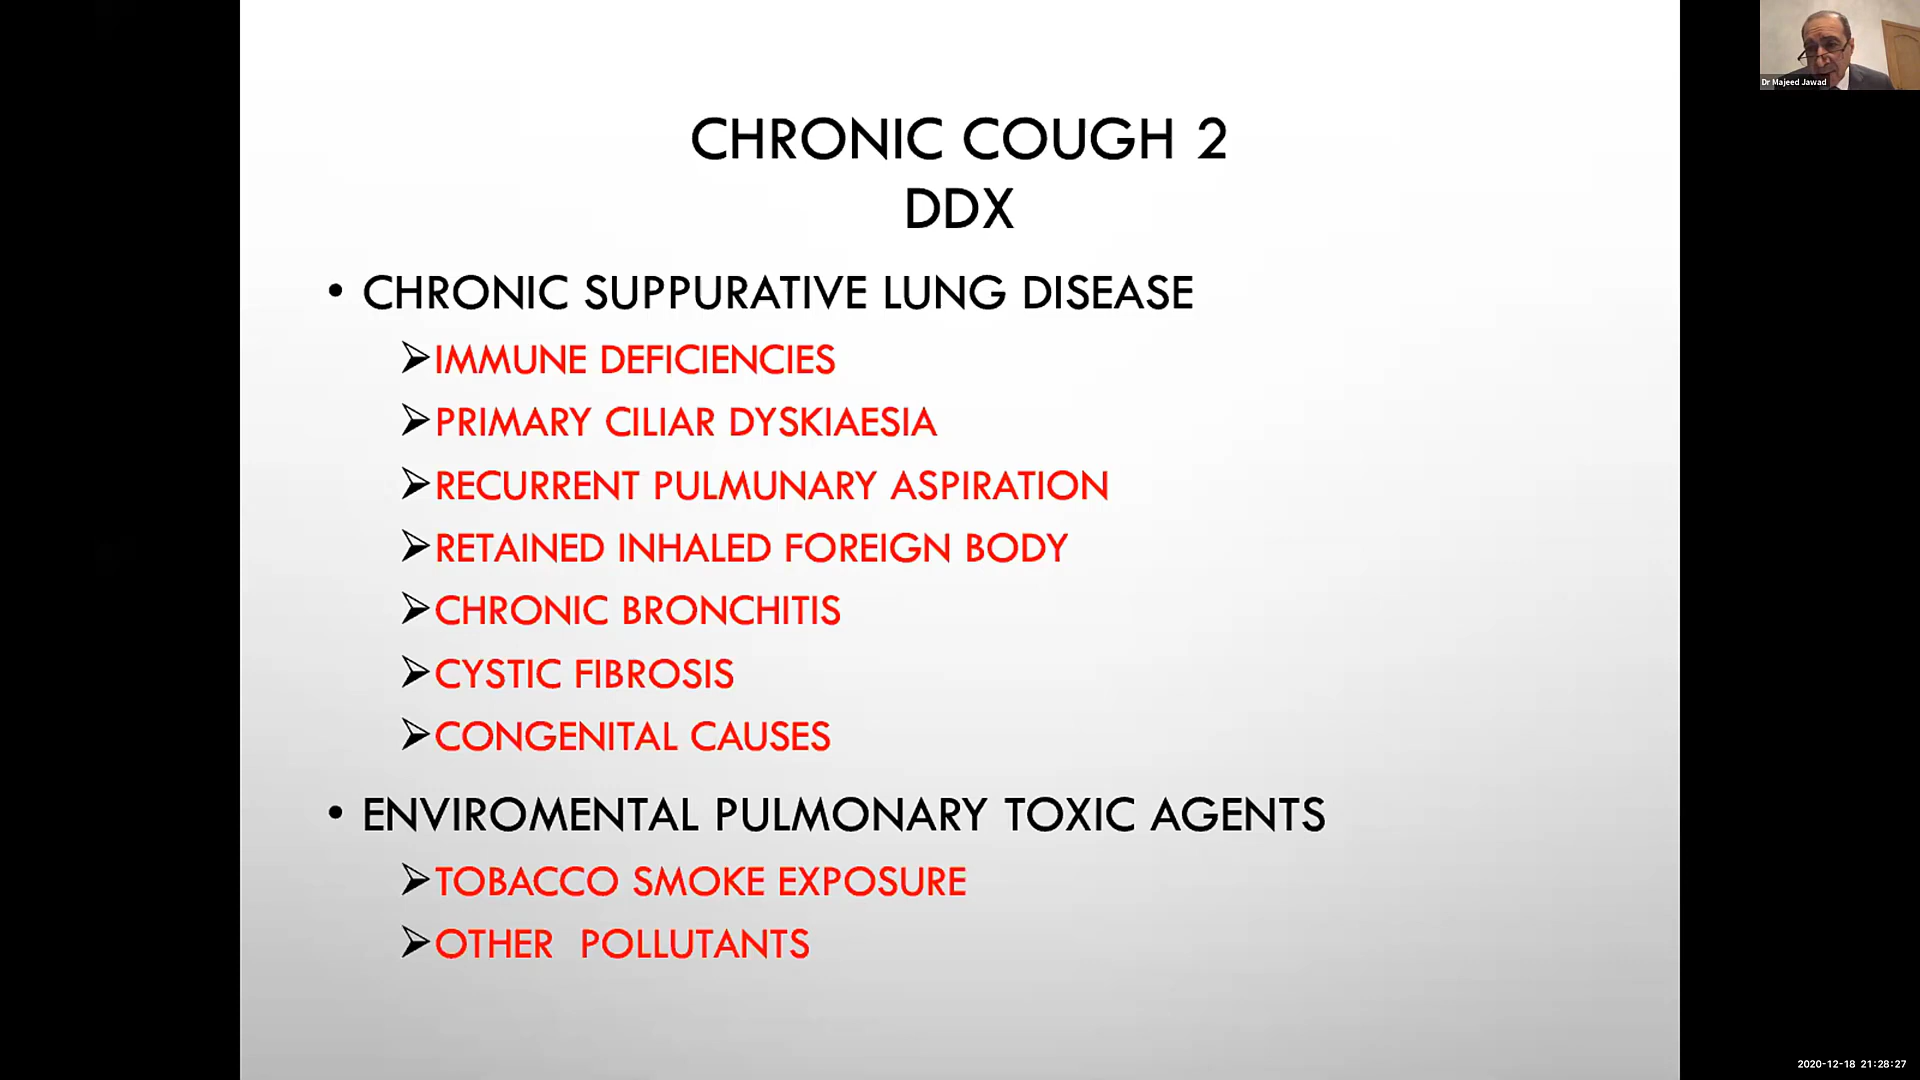 Dr Majeed Jawad
CHRONIC COUGH 2
DDX
• CHRONIC SUPPURATIVE LUNG DISEASE
➢IMMUNE DEFICIENCIES
➢PRIMARY CILIAR DYSKIAESIA
➢RECURRENT PULMUNARY ASPIRATION
➢RETAINED INHALED FOREIGN BODY
➢CHRONIC BRONCHITIS
➢CYSTIC FIBROSIS
➢CONGENITAL CAUSES
• ENVIROMENTAL PULMONARY TOXIC AGENTS
➢TOBACCO SMOKE EXPOSURE
➢OTHER  POLLUTANTS
2020-12-18 21:28:27